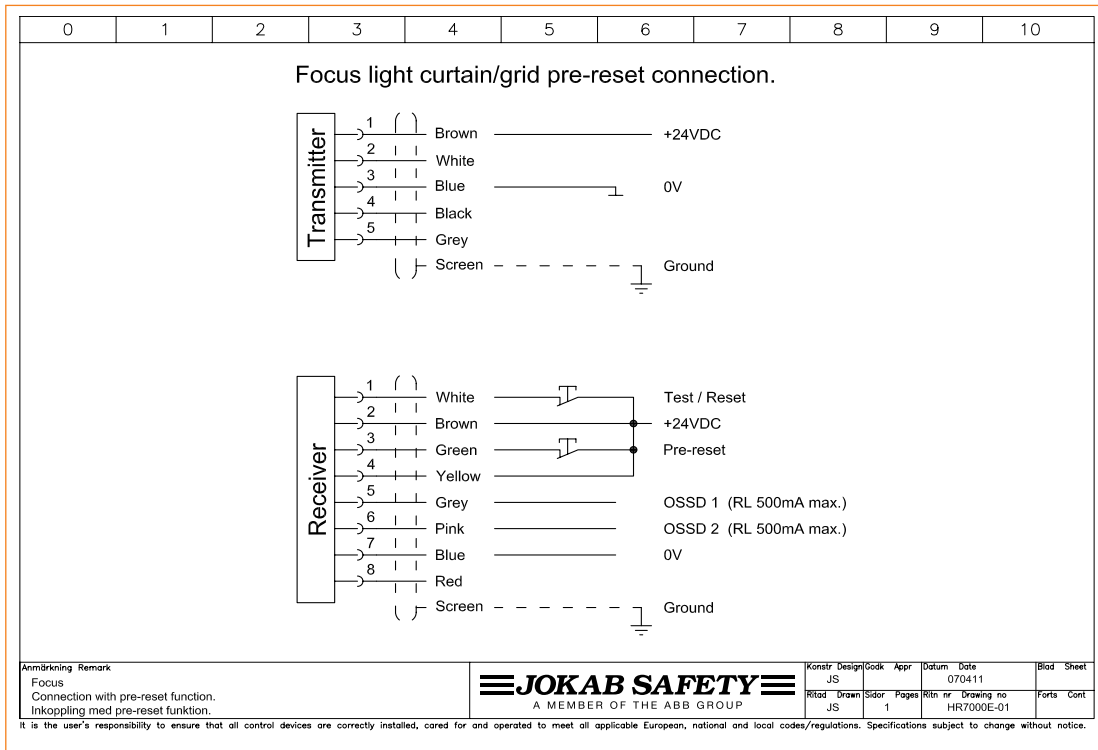 0 1 2 3 4 5 6 7 8 9 10
Focus light curtain/grid pre-reset connection.
Transmitter
1 Brown +24VDC
2 White
3 Blue 0V
4 Black
5 Grey
Screen Ground
Receiver
1 White Test / Reset
2 Brown +24VDC
3 Green Pre-reset
4 Yellow
5 Grey OSSD 1 (RL 500mA max.)
6 Pink OSSD 2 (RL 500mA max.)
7 Blue 0V
8 Red
Screen Ground
Anmärkning Remark
Focus
Connection with pre-reset function.
Inkoppling med pre-reset funktion.
JOKAB SAFETY
A MEMBER OF THE ABB GROUP
Konstr Design Godk Appr Datum Date Blad Sheet
JS 070411
Ritad Drawn Sidor Pages Ritn nr Drawing no Forts Cont
JS 1 HR7000E-01
It is the user's responsibility to ensure that all control devices are correctly installed, cared for and operated to meet all applicable European, national and local codes/regulations. Specifications subject to change without notice.